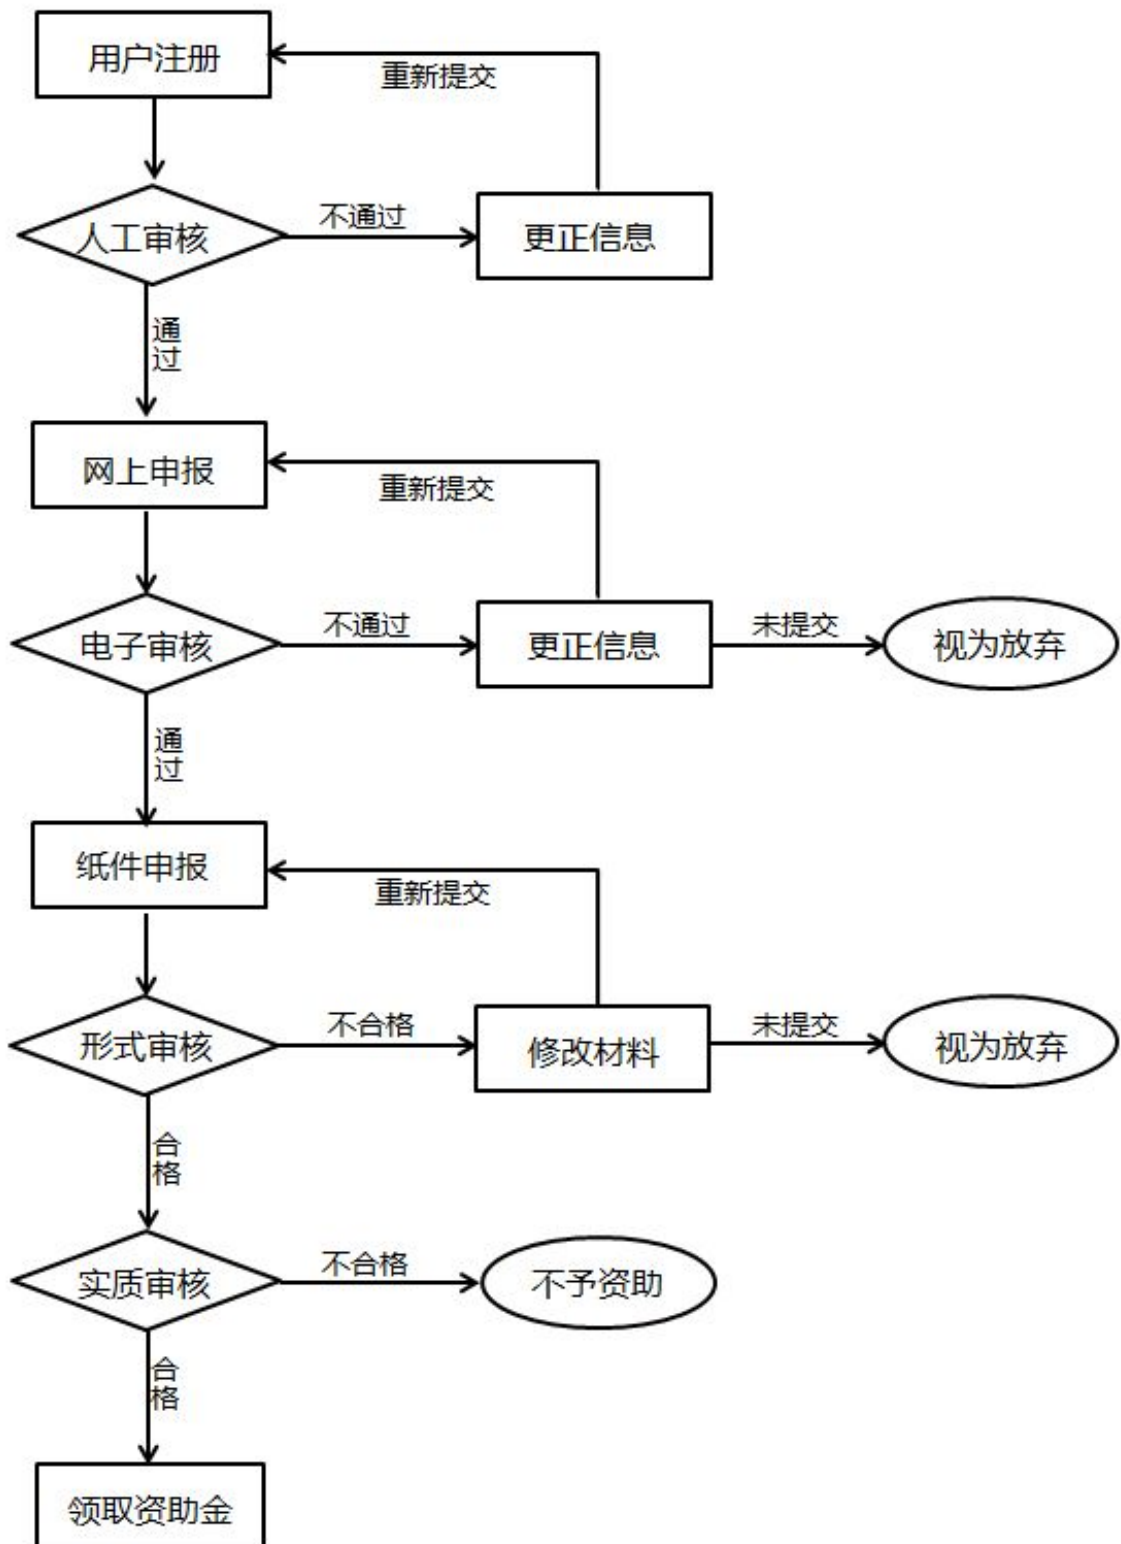 用户注册
重新提交
人工审核
不通过
更正信息
通过
网上申报
重新提交
电子审核
不通过
更正信息
未提交
视为放弃
通过
纸件申报
重新提交
形式审核
不合格
修改材料
未提交
视为放弃
合格
实质审核
不合格
不予资助
合格
领取资助金